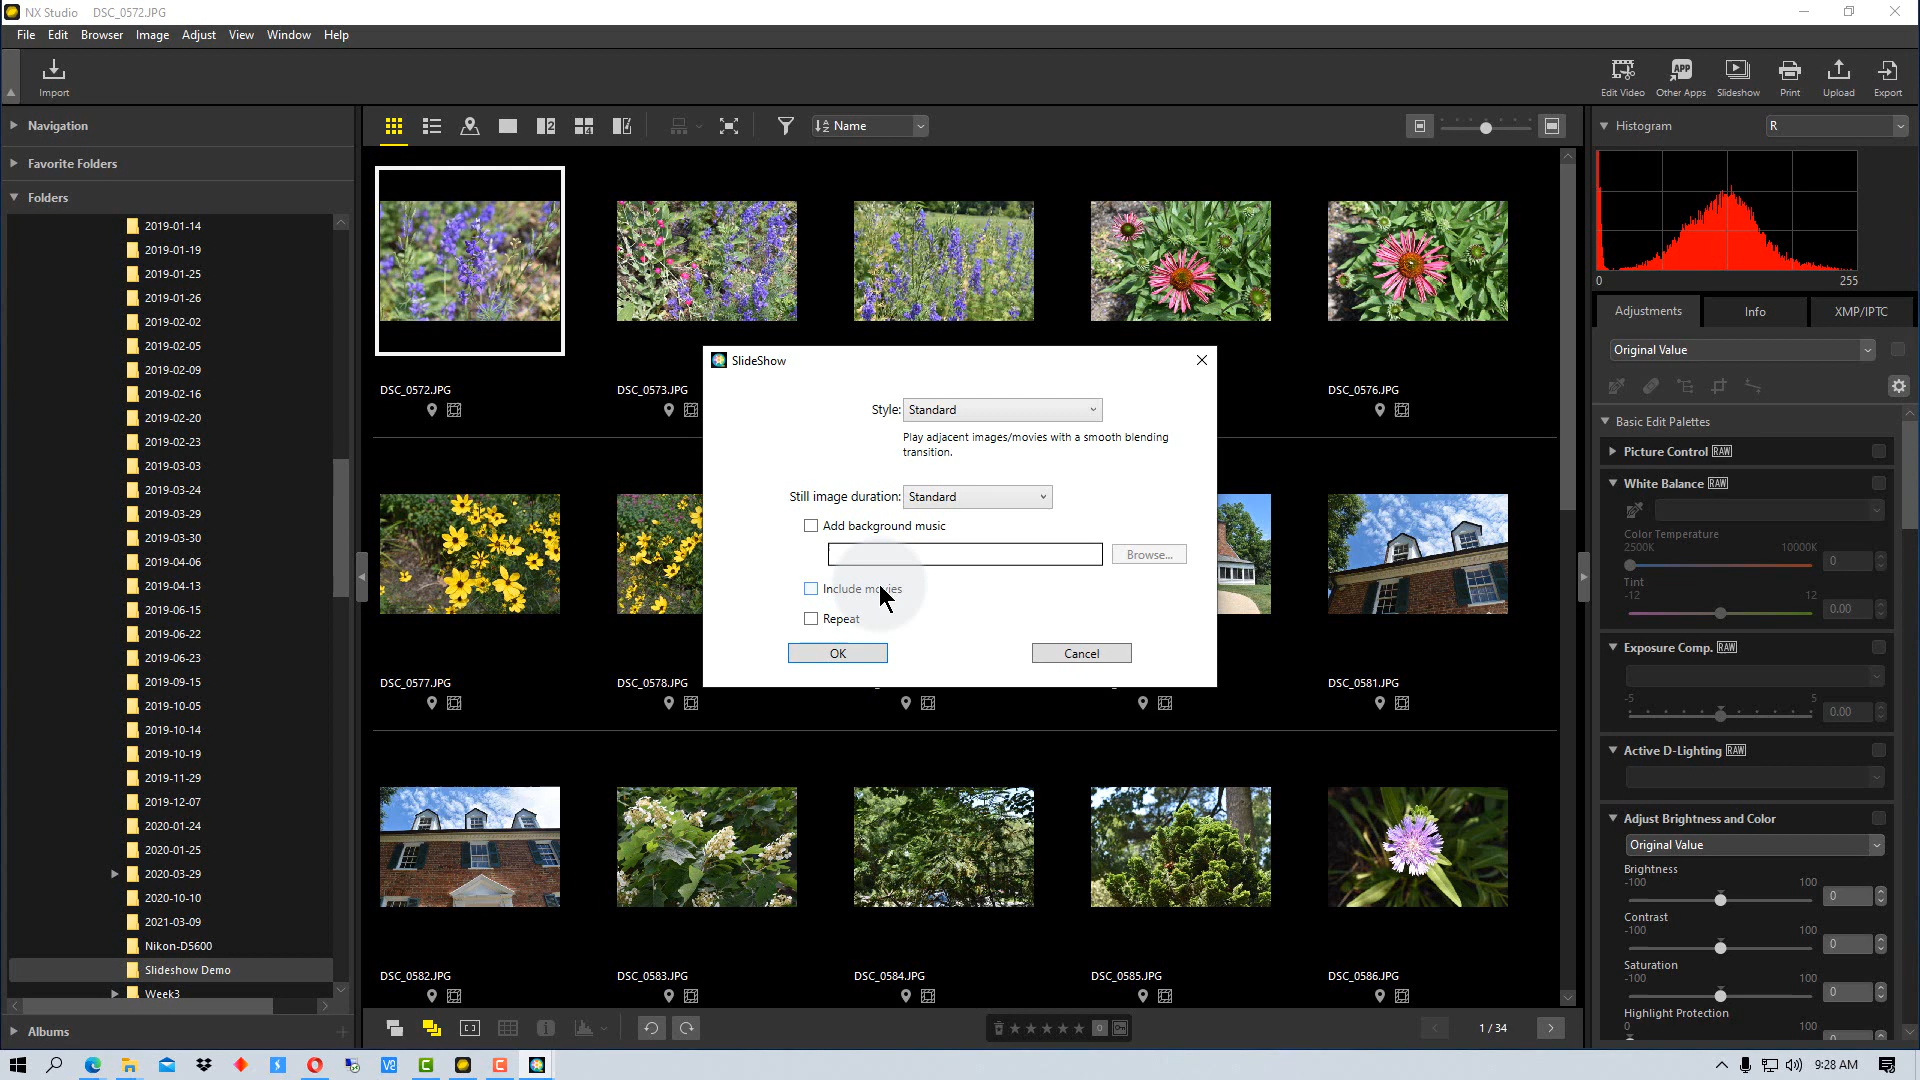 NX Studio DSC_0572.JPG
File Edit Browser Image Adjust View Window Help
Import
Edit Video Other Apps Slideshow Print Upload Export
Navigation
Favorite Folders
Folders
2019-01-14
2019-01-19
2019-01-25
2019-01-26
2019-02-02
2019-02-05
2019-02-09
2019-02-16
2019-02-20
2019-02-23
2019-03-03
2019-03-24
2019-03-29
2019-03-30
2019-04-06
2019-04-13
2019-06-15
2019-06-22
2019-06-23
2019-09-15
2019-10-05
2019-10-14
2019-10-19
2019-11-29
2019-12-07
2020-01-24
2020-01-25
2020-03-29
2020-10-10
2021-03-09
Nikon-D5600
Slideshow Demo
Week3
Albums
Name
DSC_0572.JPG
DSC_0573.JPG
DSC_0576.JPG
DSC_0577.JPG
DSC_0578.JPG
DSC_0581.JPG
DSC_0582.JPG
DSC_0583.JPG
DSC_0584.JPG
DSC_0585.JPG
DSC_0586.JPG
SlideShow
Style: Standard
Play adjacent images/movies with a smooth blending
transition.
Still image duration: Standard
Add background music
Browse...
Include movies
Repeat
OK Cancel
1 / 34
Histogram R
0 255
Adjustments Info XMP/IPTC
Original Value
Basic Edit Palettes
Picture Control RAW
White Balance RAW
Color Temperature
2500K 10000K 0
Tint
-12 12 0.00
Exposure Comp. RAW
-5 5 0.00
Active D-Lighting RAW
Adjust Brightness and Color
Original Value
Brightness
-100 100 0
Contrast
-100 100 0
Saturation
-100 100 0
Highlight Protection
0 100
9:28 AM